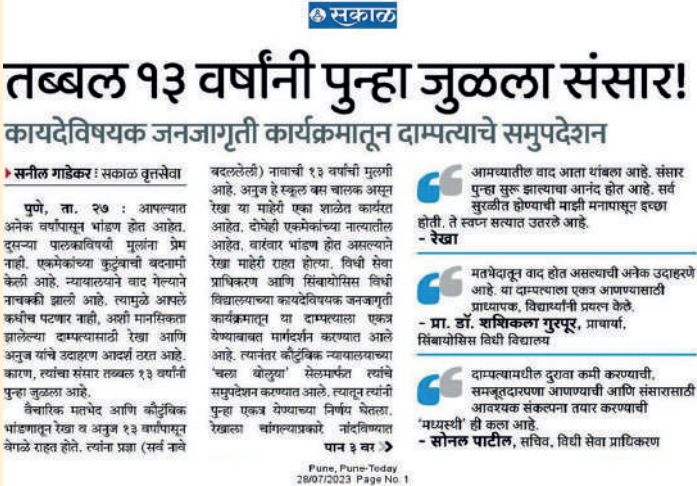 सकाळ
तब्बल १३ वर्षांनी पुन्हा जुळला संसार!
कायदेविषयक जनजागृती कार्यक्रमातून दाम्पत्याचे समुपदेशन
सनील गाडेकर : सकाळ वृत्तसेवा
पुणे, ता. २७ : आपल्यात
अनेक वर्षांपासून भांडण होत आहेत.
दुसऱ्या पालकाविषयी मुलांना प्रेम
नाही. एकमेकांच्या कुटुंबाची बदनामी
केली आहे. न्यायालयाने वाद गेल्याने
नाचक्की झाली आहे. त्यामुळे आपले
कधीच पटणार नाही, अशी मानसिकता
झालेल्या दाम्पत्यासाठी रेखा आणि
अनुज यांचे उदाहरण आदर्श ठरत आहे.
कारण, त्यांचा संसार तब्बल १३ वर्षांनी
पुन्हा जुळला आहे.
वैचारिक मतभेद आणि कौटुंबिक
भांडणातून रेखा व अनुज १३ वर्षांपासून
वेगळे राहत होते. त्यांना प्रज्ञा (सर्व नावे
बदललेली) नावाची १३ वर्षांची मुलगी
आहे. अनुज हे स्कूल बस चालक असून
रेखा या माहेरी एका शाळेत कार्यरत
आहेत. दोघेही एकमेकांच्या नात्यातील
आहेत. वारंवार भांडण होत असल्याने
रेखा माहेरी राहत होत्या. विधी सेवा
प्राधिकरण आणि सिंबायोसिस विधी
विद्यालयाच्या कायदेविषयक जनजागृती
कार्यक्रमातून या दाम्पत्याला एकत्र
येण्याबाबत मार्गदर्शन करण्यात आले
आहे. त्यानंतर कौटुंबिक न्यायालयाच्या
‘चला बोलुया’ सेलमार्फत त्यांचे
समुपदेशन करण्यात आले. त्यातून त्यांनी
पुन्हा एकत्र येण्याच्या निर्णय घेतला.
रेखाला चांगल्याप्रकारे नांदविण्यात
पान ३ वर
आमच्यातील वाद आता थांबला आहे. संसार
पुन्हा सुरू झाल्याचा आनंद होत आहे. सर्व
सुरळीत होण्याची माझी मनापासून इच्छा
होती. ते स्वप्न सत्यात उतरले आहे.
- रेखा
मतभेदातून वाद होत असल्याची अनेक उदाहरणे
आहे. या दाम्पत्याला एकत्र आणण्यासाठी
प्राध्यापक, विद्यार्थ्यांनी प्रयत्न केले.
- प्रा. डॉ. शशिकला गुरपूर, प्राचार्या,
सिंबायोसिस विधी विद्यालय
दाम्पत्यामधील दुरावा कमी करण्याची,
समजूतदारपणा आणण्याची आणि संसारासाठी
आवश्यक संकल्पना तयार करण्याची
‘मध्यस्थी’ ही कला आहे.
- सोनल पाटील, सचिव, विधी सेवा प्राधिकरण
Pune, Pune-Today
28/07/2023 Page No. 1